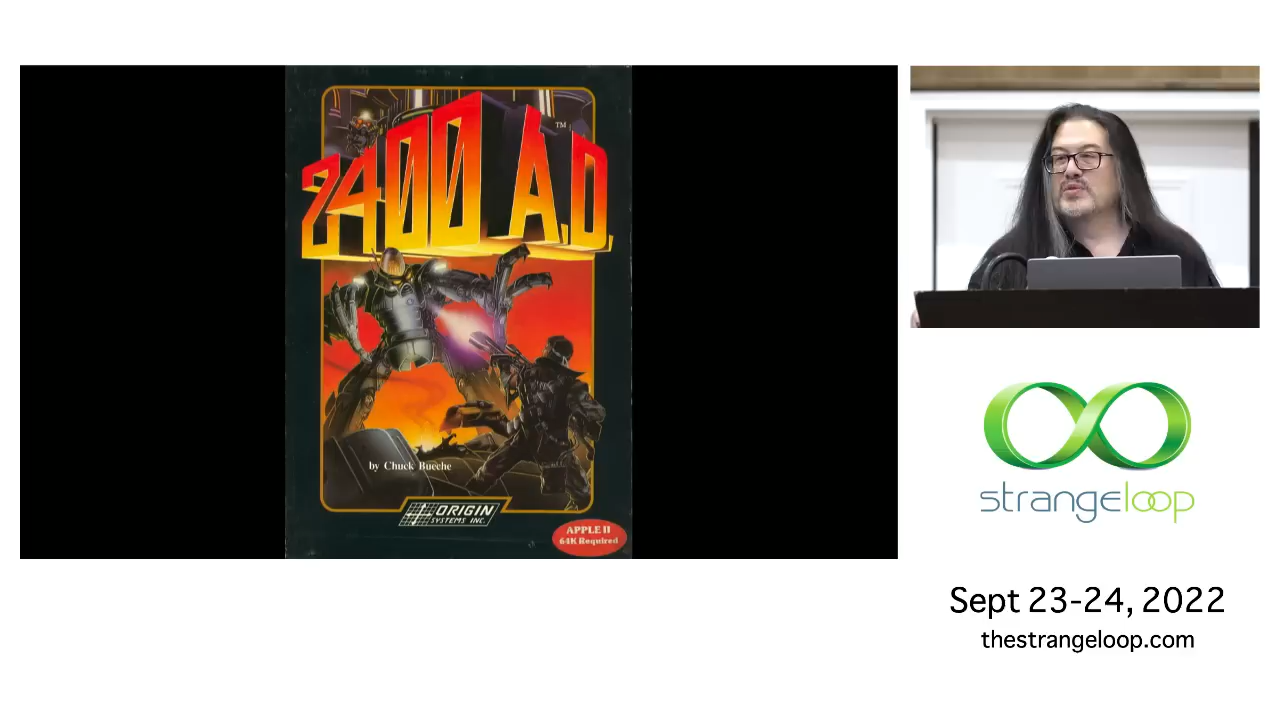 2400 A.D.
TM
by Chuck Bueche
ORIGIN
SYSTEMS INC.
APPLE II
64K Required
strangeloop
Sept 23-24, 2022
thestrangeloop.com